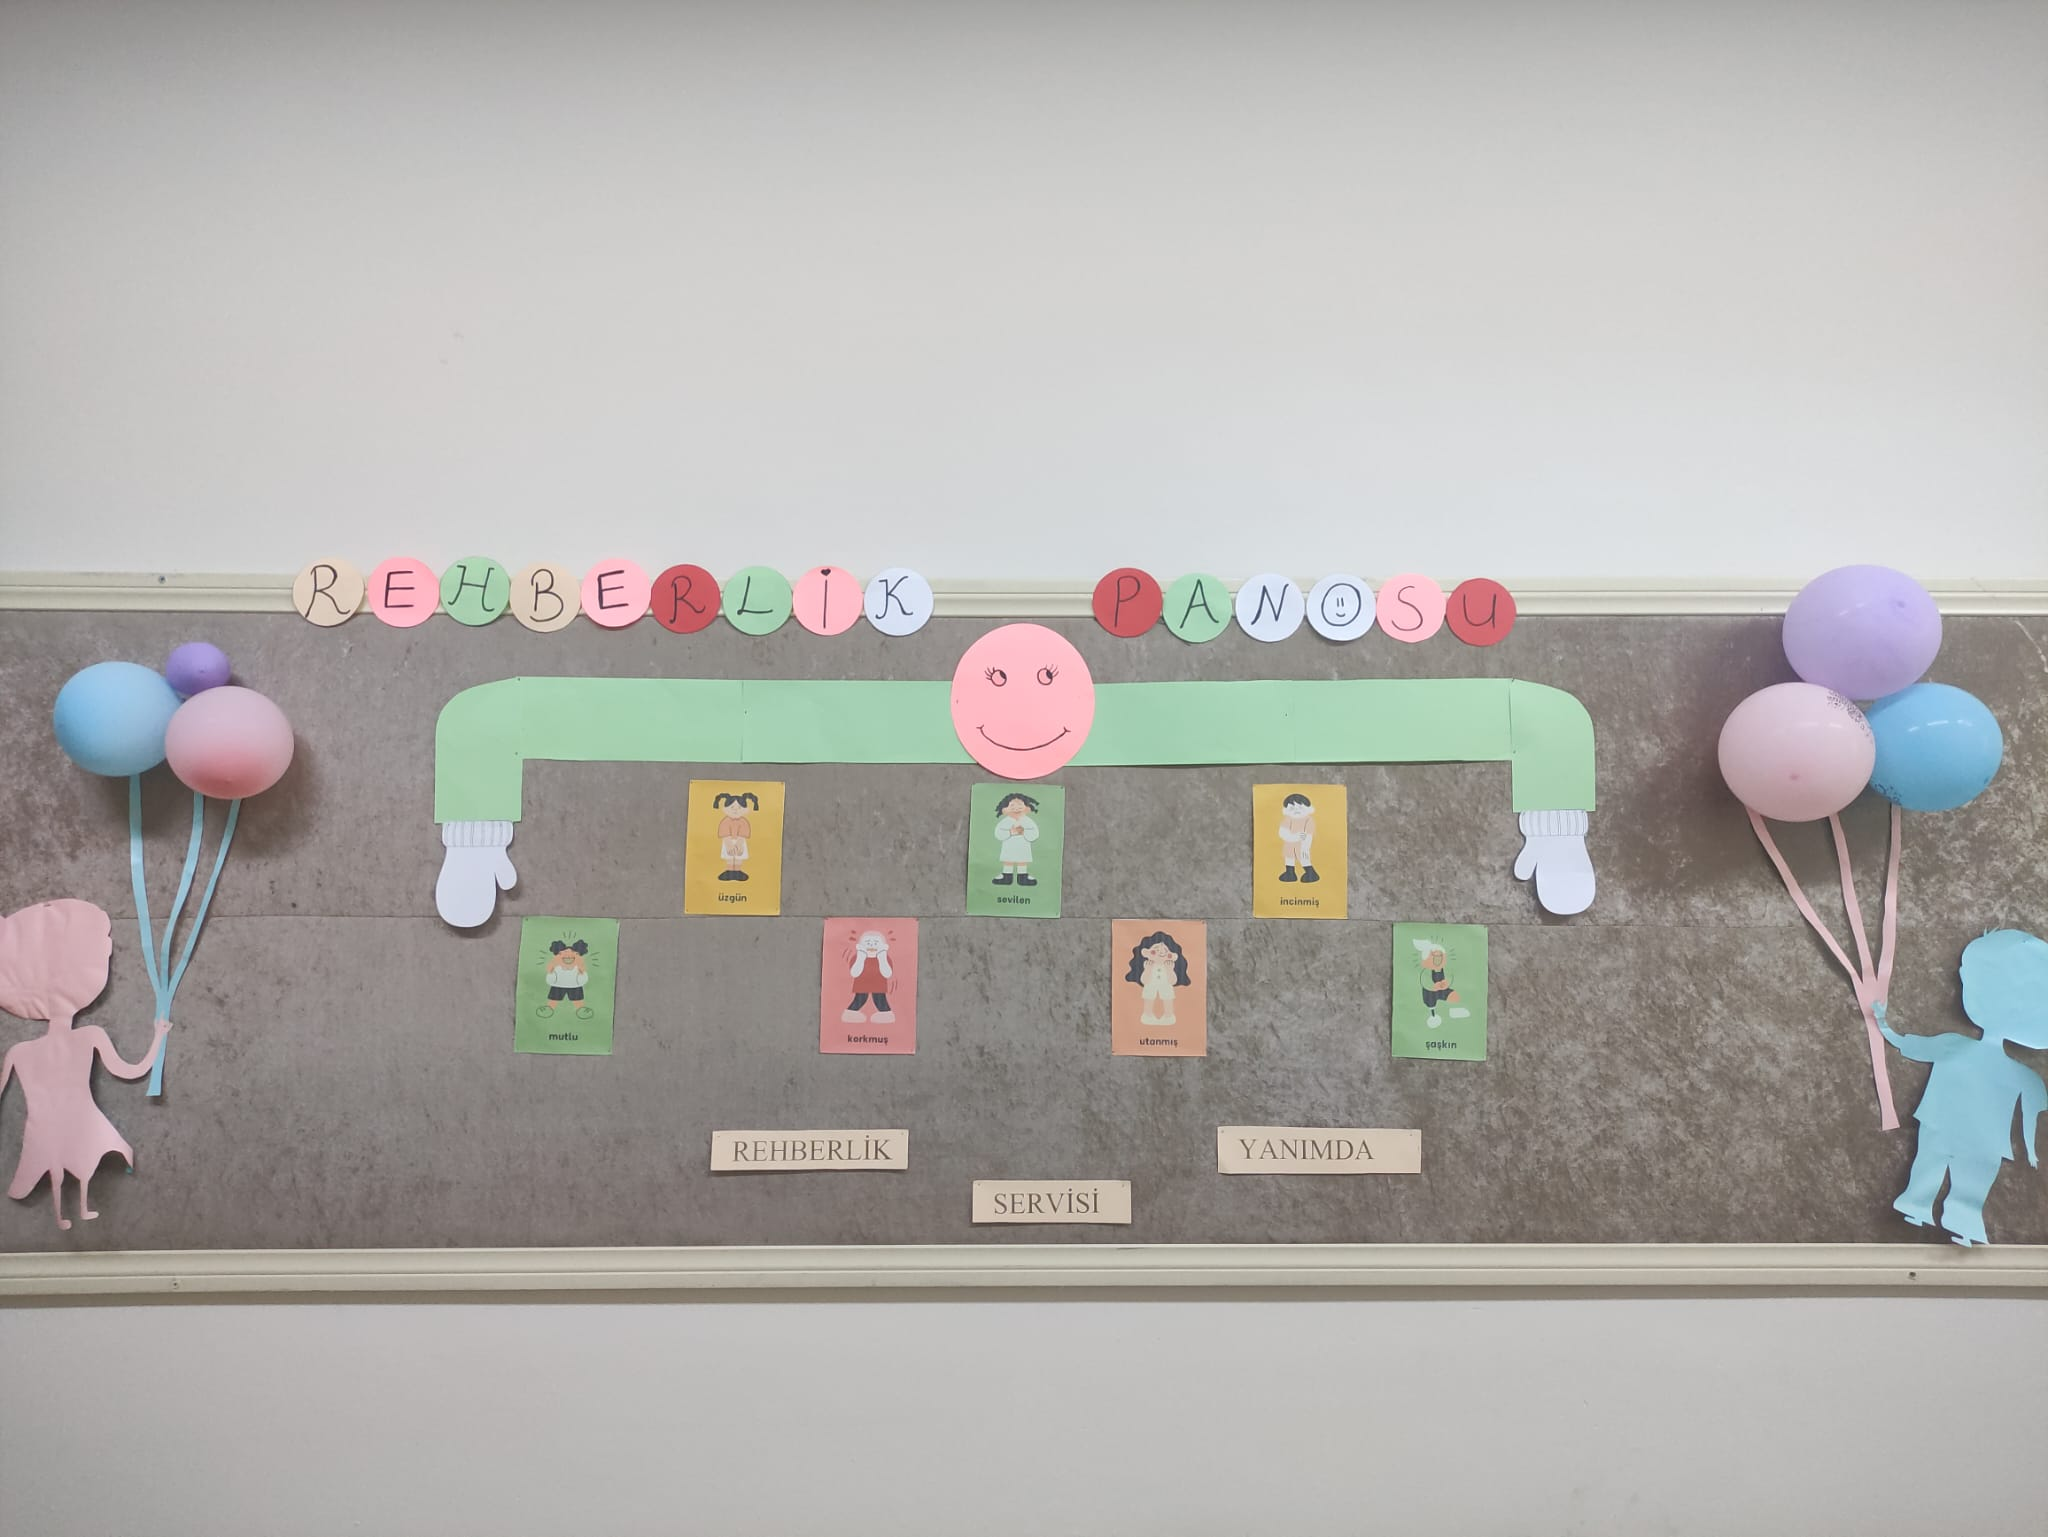 REHBERLİK PANOSU
üzgün
sevilen
incinmiş
mutlu
korkmuş
utanmış
şaşkın
REHBERLİK
SERVİSİ
YANIMDA